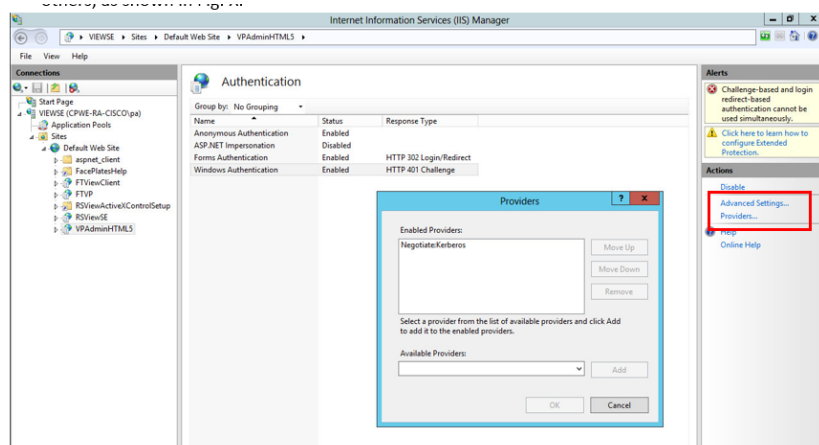 others, as shown in Fig. X.
Internet Information Services (IIS) Manager
VIEWSE Sites Default Web Site VPAdminHTML5
File View Help
Connections
Start Page
VIEWSE (CPWE-RA-CISCO\pa)
Application Pools
Sites
Default Web Site
aspnet_client
FacePlatesHelp
FTViewClient
FTVP
RSViewActiveXControlSetup
RSViewSE
VPAdminHTML5
Authentication
Group by: No Grouping
Name Status Response Type
Anonymous Authentication Enabled
ASP.NET Impersonation Disabled
Forms Authentication Enabled HTTP 302 Login/Redirect
Windows Authentication Enabled HTTP 401 Challenge
Providers
Enabled Providers:
Negotiate:Kerberos
Move Up
Move Down
Remove
Select a provider from the list of available providers and click Add
to add it to the enabled providers.
Available Providers:
Add
OK Cancel
Alerts
Challenge-based and login
redirect-based
authentication cannot be
used simultaneously.
Click here to learn how to
configure Extended
Protection.
Actions
Disable
Advanced Settings...
Providers...
Help
Online Help